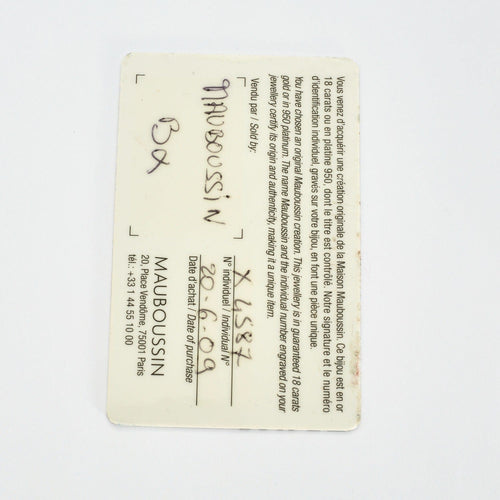 Vous venez d'acquérir une création originale de la Maison Mauboussin. Ce bijou est en or
18 carats ou en platine 950, dont le titre est contrôlé. Notre signature et le numéro
d'identification individuel, gravés sur votre bijou, en font une pièce unique.
You have chosen an original Mauboussin creation. This jewellery is in guaranteed 18 carats
gold or in 950 platinum. The name Mauboussin and the individual number engraved on your
jewellery certify its origin and authenticity, making it a unique item.
Vendu par / Sold by:
MAUBOUSSIN
X 4587
N° individuel / Individual N°
20-6-09
Date d'achat / Date of purchase
MAUBOUSSIN
20, Place Vendôme, 75001 Paris
tél.: +33 1 44 55 10 00